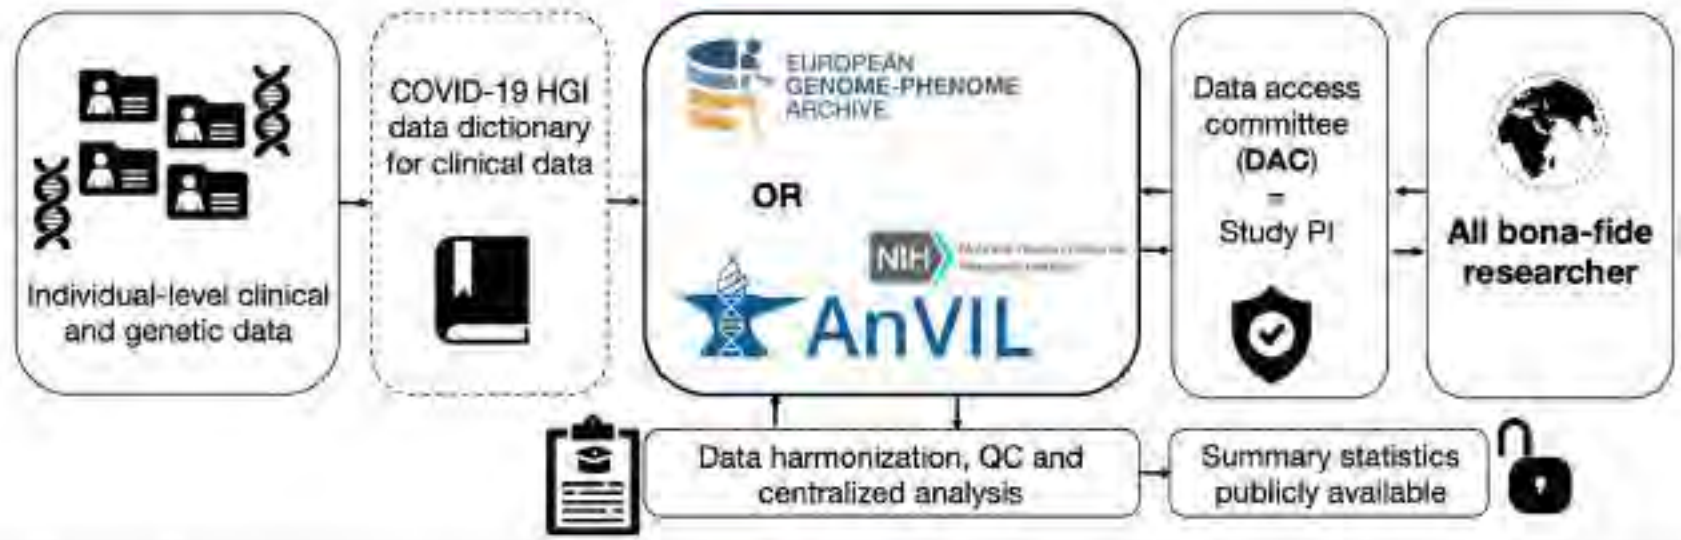 Individual-level clinical
and genetic data
COVID-19 HGI
data dictionary
for clinical data
EUROPEAN
GENOME-PHENOME
ARCHIVE
OR
NIH
AnVIL
Data access
committee
(DAC)
=
Study PI
All bona-fide
researcher
Data harmonization, QC and
centralized analysis
Summary statistics
publicly available